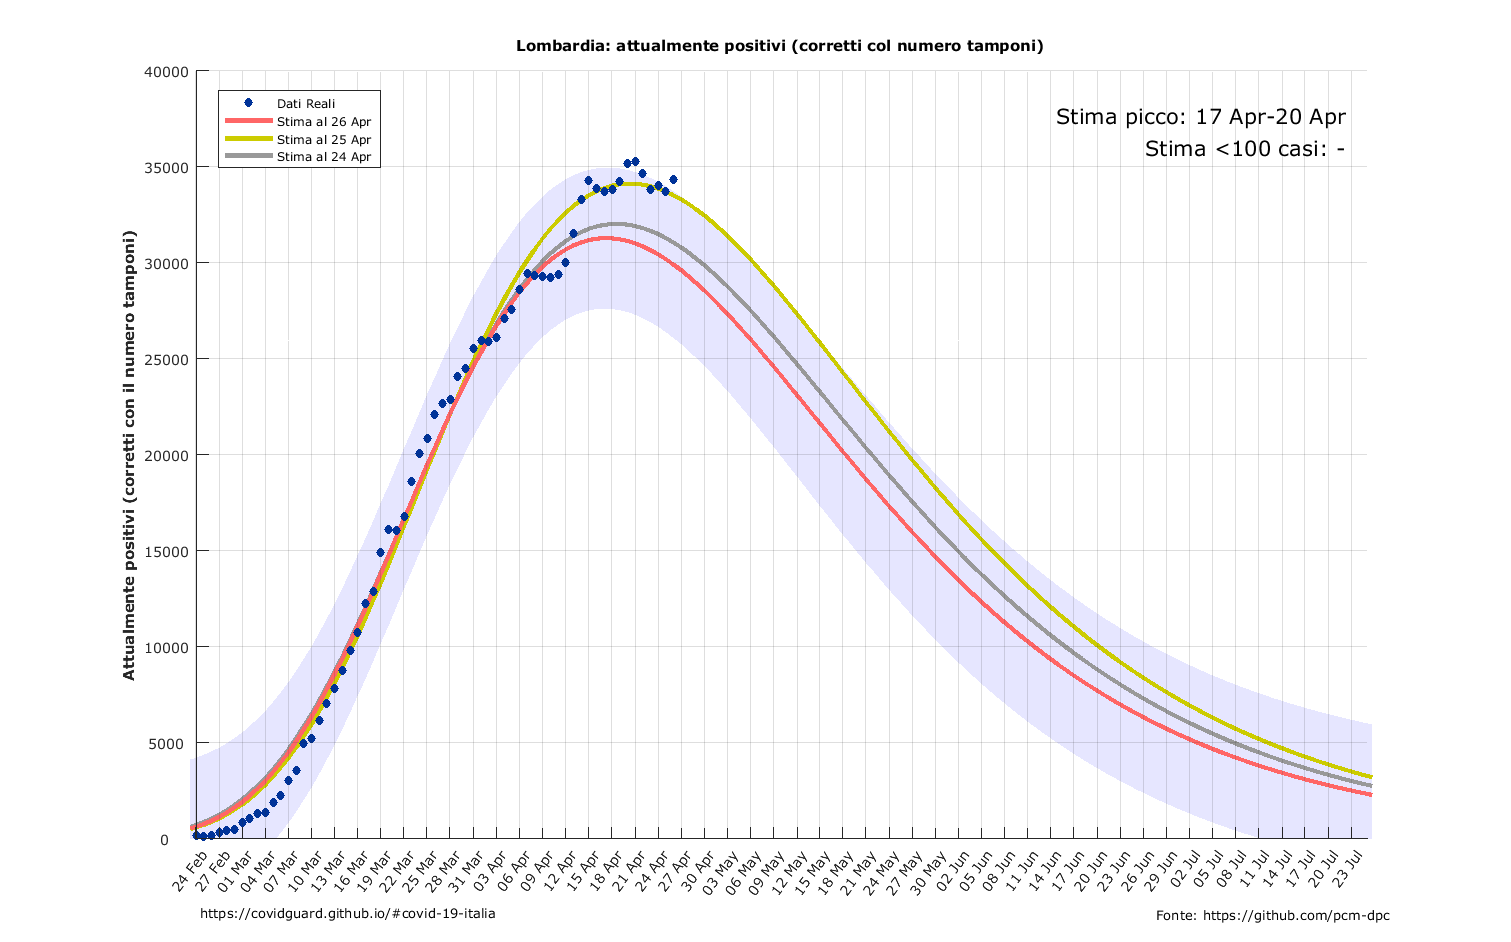 Lombardia: attualmente positivi (corretti col numero tamponi)
40000
35000
30000
25000
20000
15000
10000
5000
0
Attualmente positivi (corretti con il numero tamponi)
Dati Reali
Stima al 26 Apr
Stima al 25 Apr
Stima al 24 Apr
Stima picco: 17 Apr-20 Apr
Stima <100 casi: -
24 Feb
27 Feb
01 Mar
04 Mar
07 Mar
10 Mar
13 Mar
16 Mar
19 Mar
22 Mar
25 Mar
28 Mar
31 Mar
03 Apr
06 Apr
09 Apr
12 Apr
15 Apr
18 Apr
21 Apr
24 Apr
27 Apr
30 Apr
03 May
06 May
09 May
12 May
15 May
18 May
21 May
24 May
27 May
30 May
02 Jun
05 Jun
08 Jun
11 Jun
14 Jun
17 Jun
20 Jun
23 Jun
26 Jun
29 Jun
02 Jul
05 Jul
08 Jul
11 Jul
14 Jul
17 Jul
20 Jul
23 Jul
https://covidguard.github.io/#covid-19-italia
Fonte: https://github.com/pcm-dpc